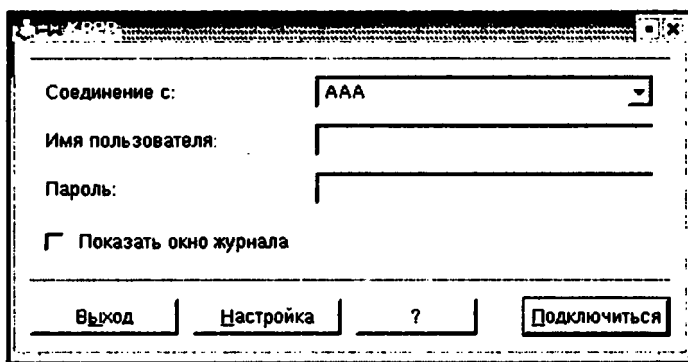 Соединение с: AAA
Имя пользователя:
Пароль:
Показать окно журнала
Выход Настройка ? Подключиться